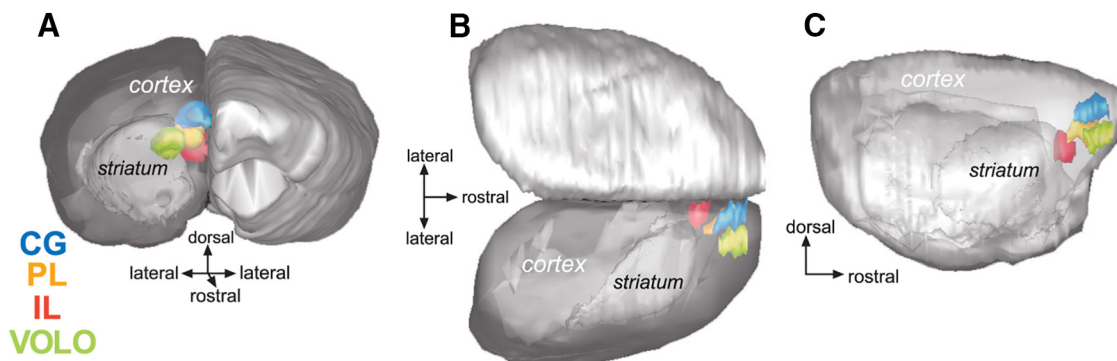 A
cortex
striatum
CG
PL
IL
VOLO
dorsal
lateral lateral
rostral
B
lateral
rostral
lateral
cortex
striatum
C
cortex
striatum
dorsal
rostral